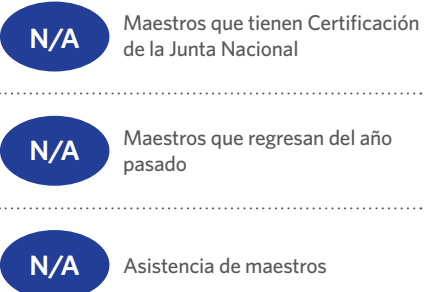 N/A
Maestros que tienen Certificación
de la Junta Nacional
N/A
Maestros que regresan del año
pasado
N/A
Asistencia de maestros